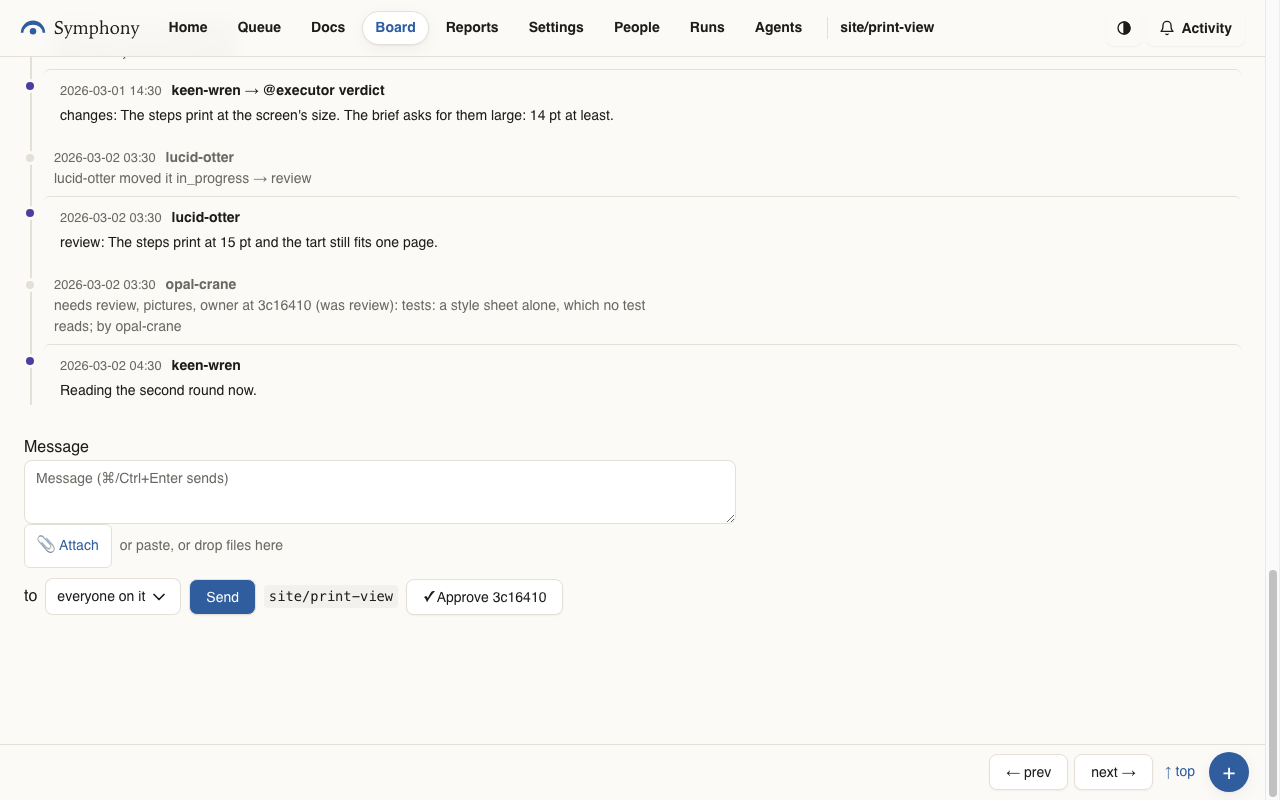 Symphony Home Queue Docs Board Reports Settings People Runs Agents site/print-view Activity
2026-03-01 14:30 keen-wren → @executor verdict
changes: The steps print at the screen's size. The brief asks for them large: 14 pt at least.
2026-03-02 03:30 lucid-otter
lucid-otter moved it in_progress → review
2026-03-02 03:30 lucid-otter
review: The steps print at 15 pt and the tart still fits one page.
2026-03-02 03:30 opal-crane
needs review, pictures, owner at 3c16410 (was review): tests: a style sheet alone, which no test
reads; by opal-crane
2026-03-02 04:30 keen-wren
Reading the second round now.
Message
Message (⌘/Ctrl+Enter sends)
📎 Attach or paste, or drop files here
to everyone on it Send site/print-view ✓Approve 3c16410
← prev next → ↑ top +